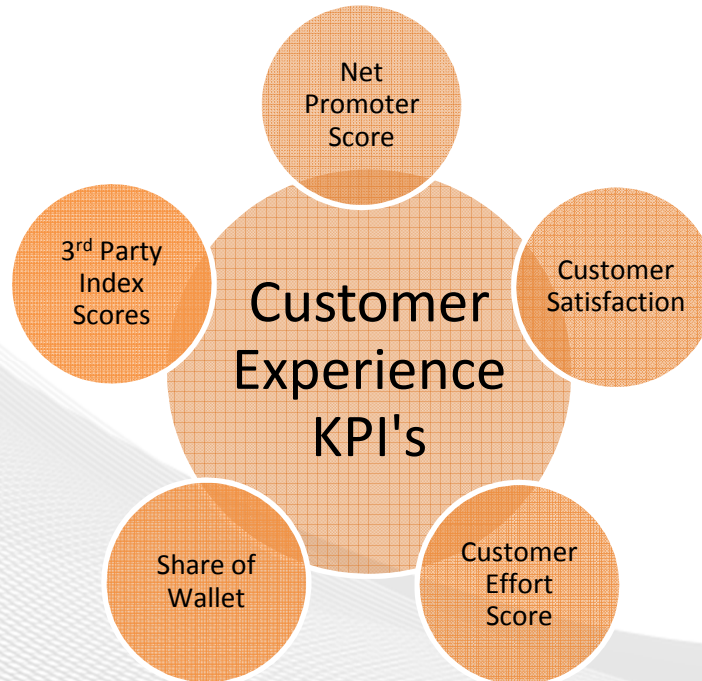 Net
Promoter
Score
3rd Party
Index
Scores
Customer
Satisfaction
Customer
Experience
KPI's
Share of
Wallet
Customer
Effort
Score